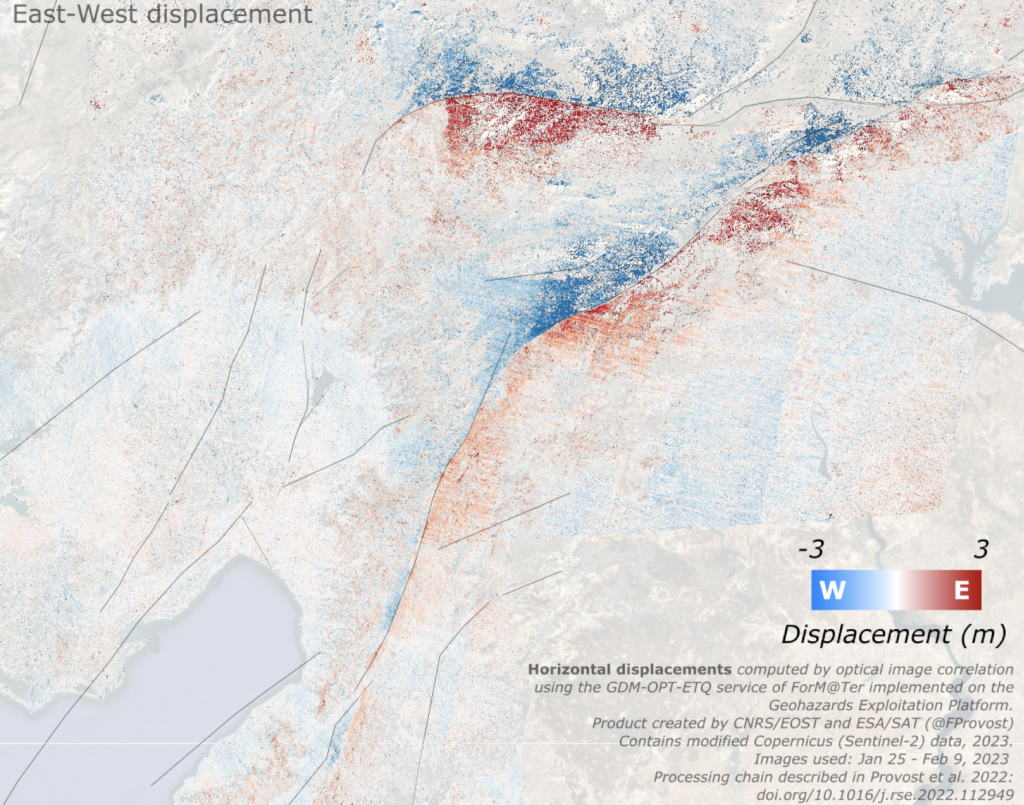 East-West displacement
-3 3
W E
Displacement (m)
Horizontal displacements computed by optical image correlation
using the GDM-OPT-ETQ service of ForM@Ter implemented on the
Geohazards Exploitation Platform.
Product created by CNRS/EOST and ESA/SAT (@FProvost)
Contains modified Copernicus (Sentinel-2) data, 2023.
Images used: Jan 25 - Feb 9, 2023
Processing chain described in Provost et al. 2022:
doi.org/10.1016/j.rse.2022.112949